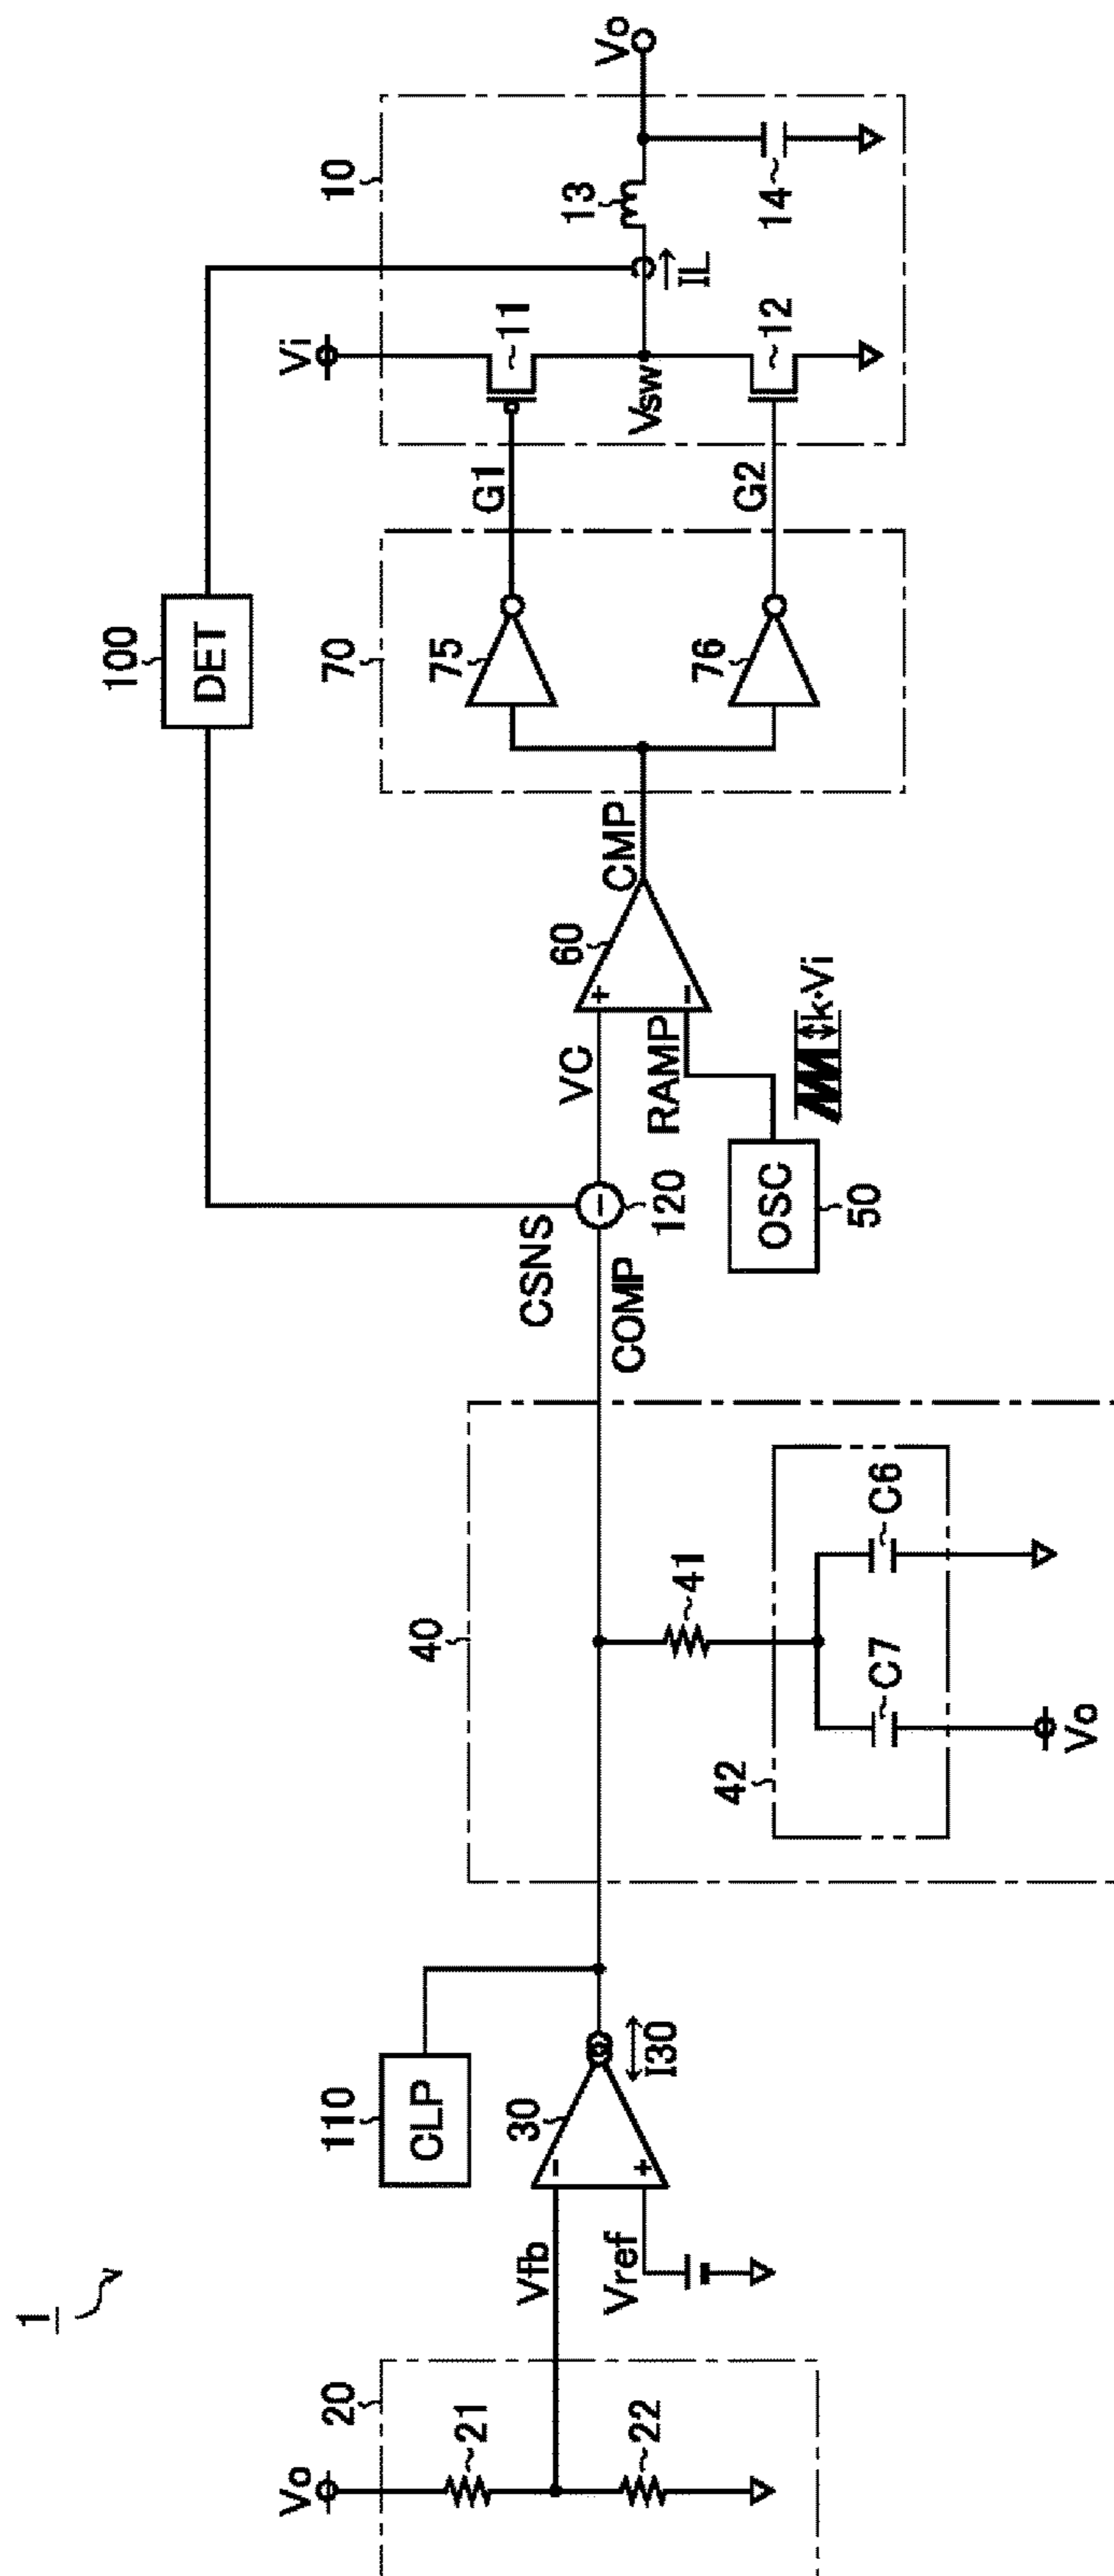 1
Vo
20
21
22
Vfb
Vref
110
CLP
30
-
+
I30
40
41
42
C7
C6
Vo
CSNS
COMP
-
120
VC
RAMP
OSC
50
k·Vi
60
+
-
CMP
100
DET
70
75
76
G1
G2
10
Vi
11
Vsw
12
IL
13
14
Vo